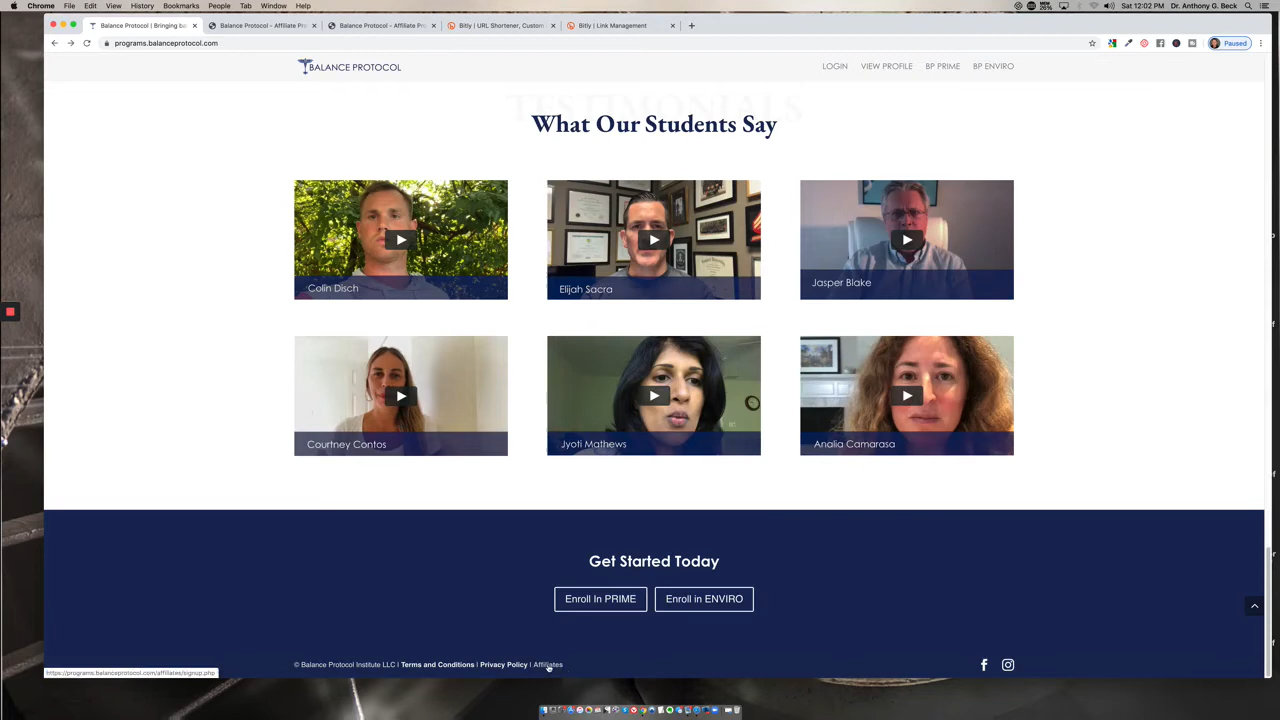 Chrome File Edit View History Bookmarks People Tab Window Help
Sat 12:02 PM Dr. Anthony G. Beck
Balance Protocol | Bringing ba
Balance Protocol - Affiliate Pr
Balance Protocol - Affiliate Pr
Bitly | URL Shortener, Custom
Bitly | Link Management
programs.balanceprotocol.com
Paused
BALANCE PROTOCOL
LOGIN VIEW PROFILE BP PRIME BP ENVIRO
TESTIMONIALS
What Our Students Say
Colin Disch
Elijah Sacra
Jasper Blake
Courtney Contos
Jyoti Mathews
Analia Camarasa
Get Started Today
Enroll In PRIME
Enroll in ENVIRO
© Balance Protocol Institute LLC | Terms and Conditions | Privacy Policy | Affiliates
https://programs.balanceprotocol.com/affiliates/signup.php